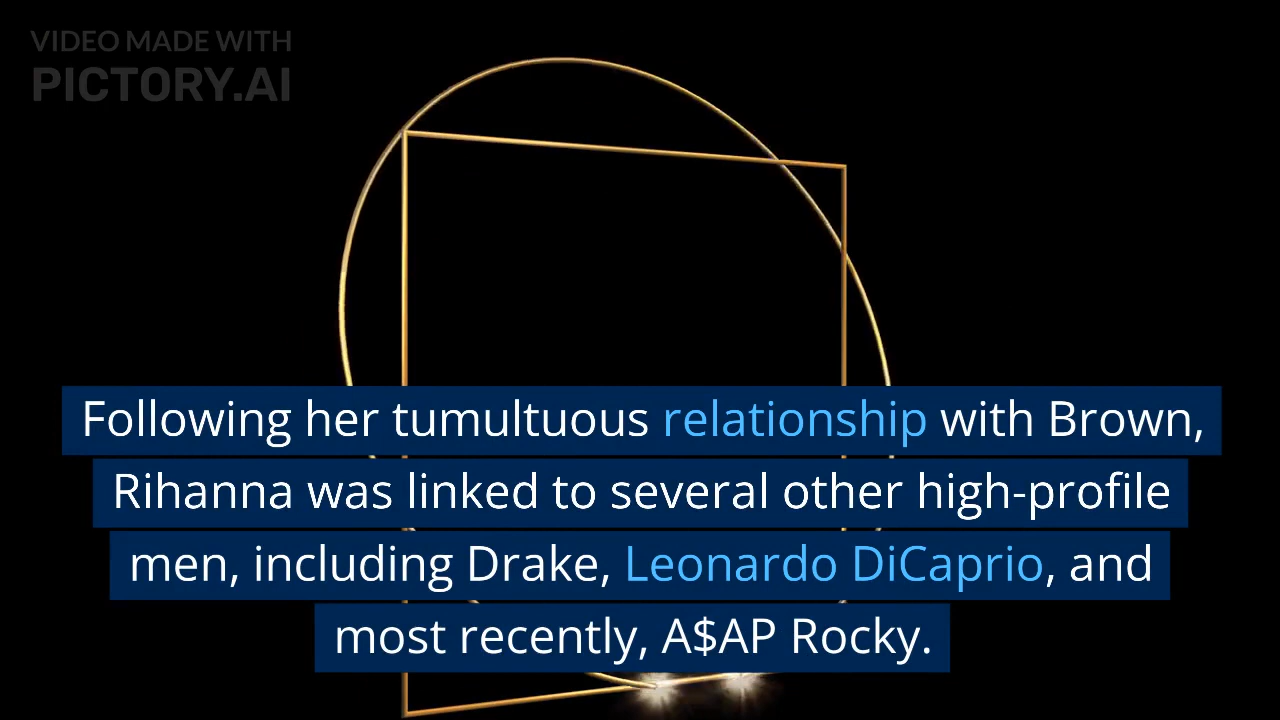 VIDEO MADE WITH
PICTORY.AI
Following her tumultuous relationship with Brown,
Rihanna was linked to several other high-profile
men, including Drake, Leonardo DiCaprio, and
most recently, A$AP Rocky.